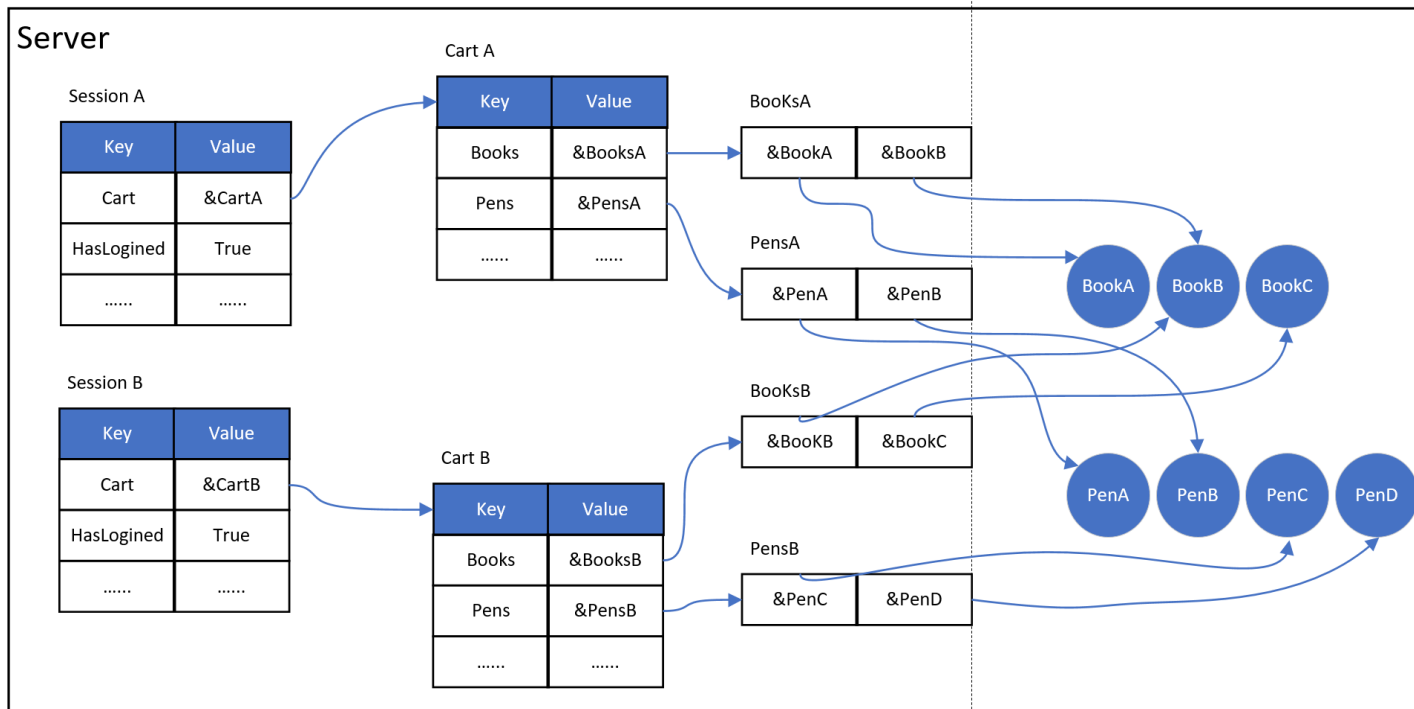 Server
Session A
Key Value
Cart &CartA
HasLogined True
...... ......
Cart A
Key Value
Books &BooksA
Pens &PensA
...... ......
BooKsA
&BookA &BookB
PensA
&PenA &PenB
BookA BookB BookC
Session B
Key Value
Cart &CartB
HasLogined True
...... ......
Cart B
Key Value
Books &BooksB
Pens &PensB
...... ......
BooKsB
&BooKB &BookC
PensB
&PenC &PenD
PenA PenB PenC PenD